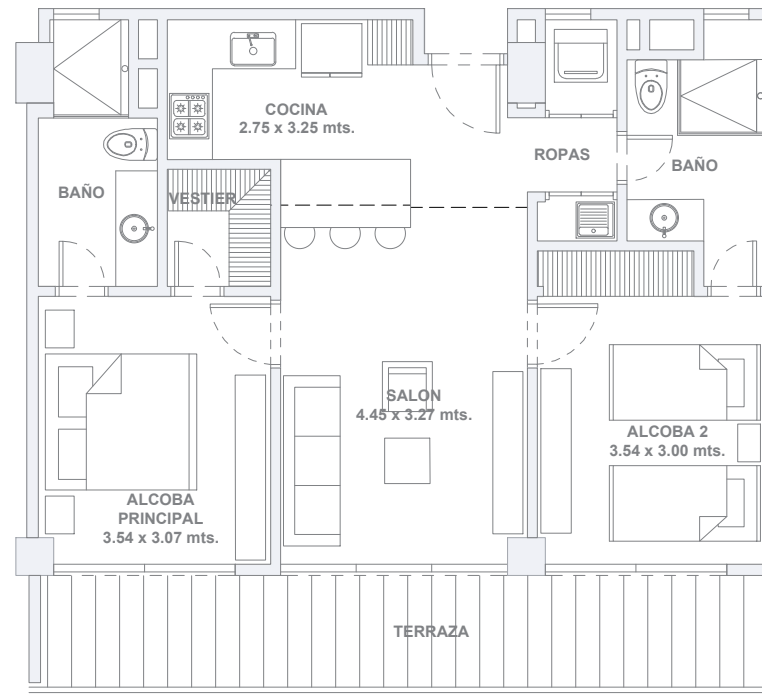 COCINA
2.75 x 3.25 mts.
ROPAS
BAÑO
BAÑO
VESTIER
SALON
4.45 x 3.27 mts.
ALCOBA 2
3.54 x 3.00 mts.
ALCOBA
PRINCIPAL
3.54 x 3.07 mts.
TERRAZA